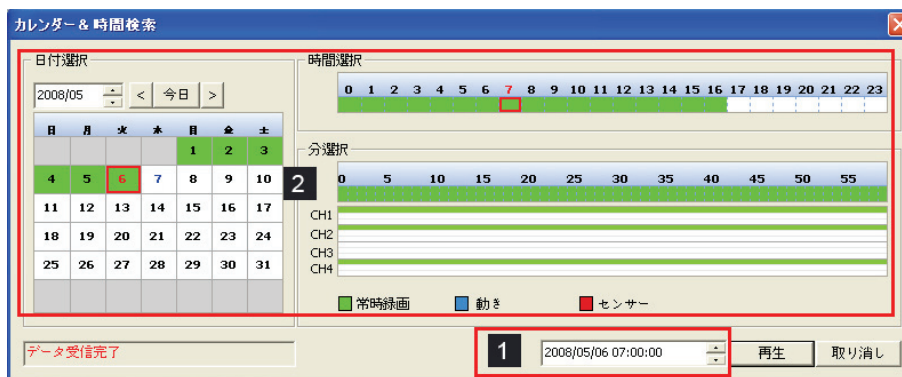 カレンダー＆時間検索
日付選択
2008/05 < 今日 >
日 月 火 木 月 金 土
1 2 3
4 5 6 7 8 9 10
11 12 13 14 15 16 17
18 19 20 21 22 23 24
25 26 27 28 29 30 31
時間選択
0 1 2 3 4 5 6 7 8 9 10 11 12 13 14 15 16 17 18 19 20 21 22 23
分選択
2
0 5 10 15 20 25 30 35 40 45 50 55
CH1
CH2
CH3
CH4
常時録画 動き センサー
データ受信完了
1
2008/05/06 07:00:00
再生
取り消し